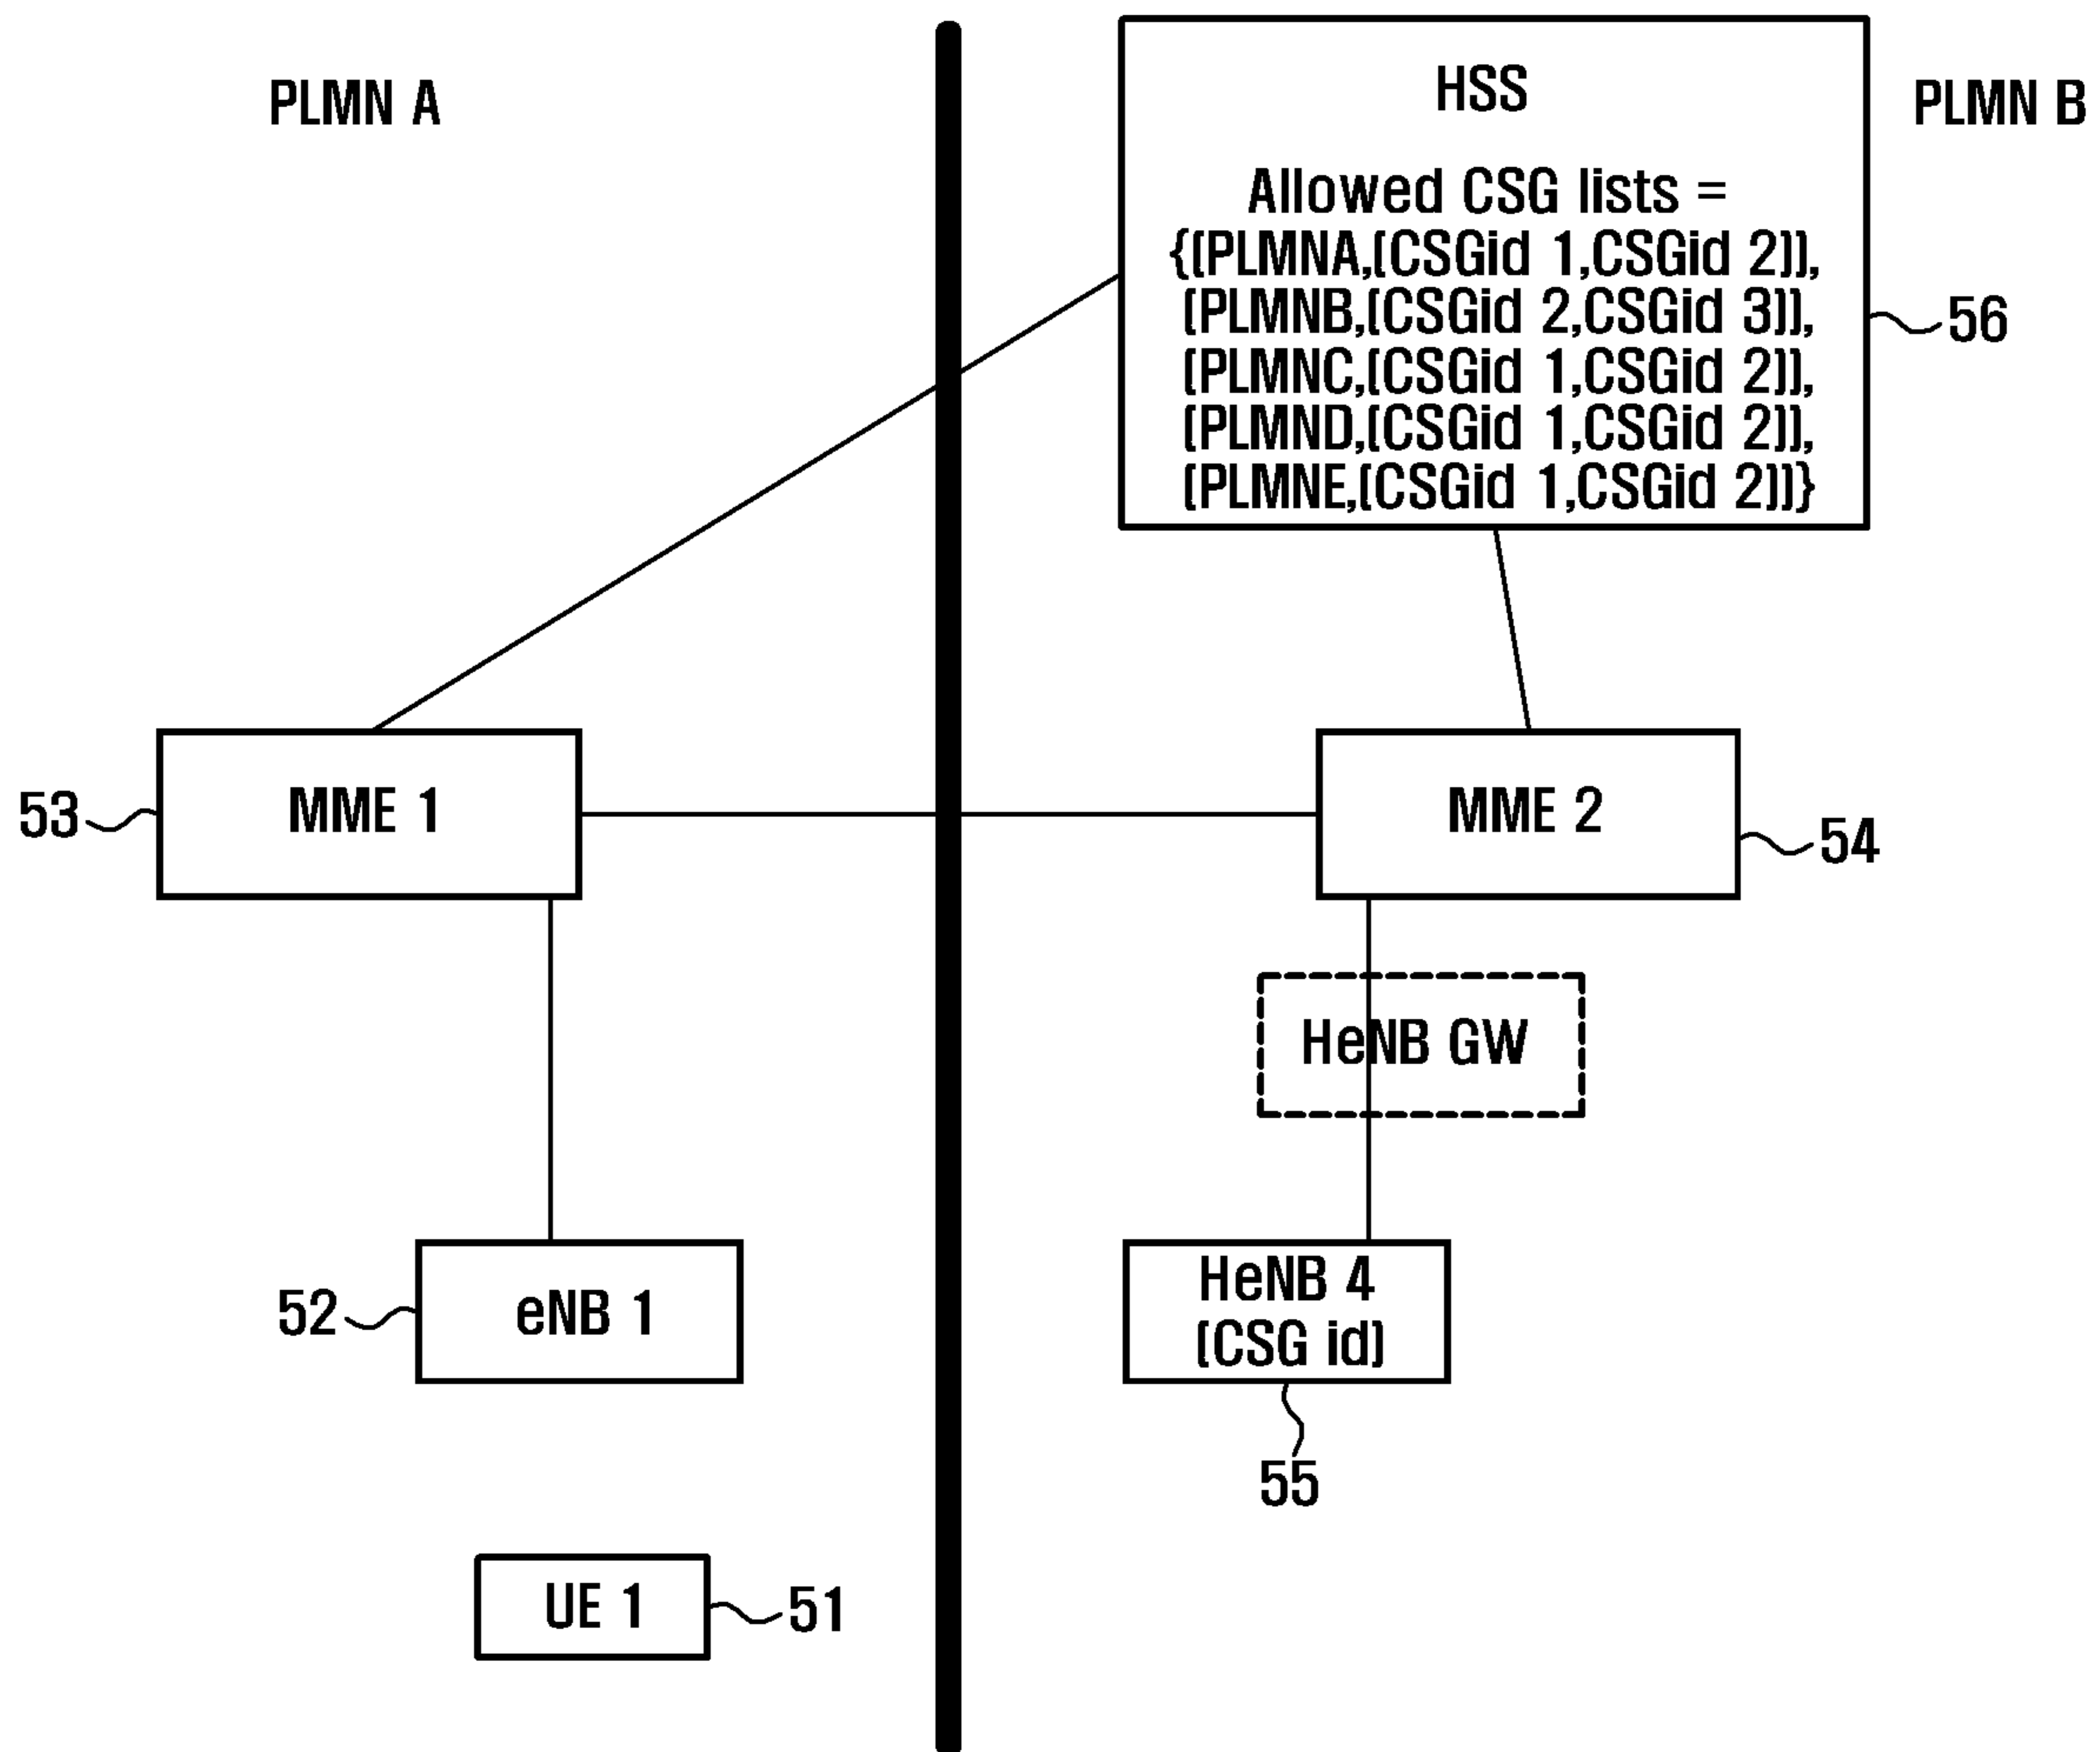 PLMN A
HSS
PLMN B
Allowed CSG lists =
{(PLMNA,(CSGid 1,CSGid 2)),
(PLMNB,(CSGid 2,CSGid 3)),
(PLMNC,(CSGid 1,CSGid 2)),
(PLMND,(CSGid 1,CSGid 2)),
(PLMNE,(CSGid 1,CSGid 2))}
56
53
MME 1
MME 2
54
HeNB GW
52
eNB 1
HeNB 4
(CSG id)
55
UE 1
51